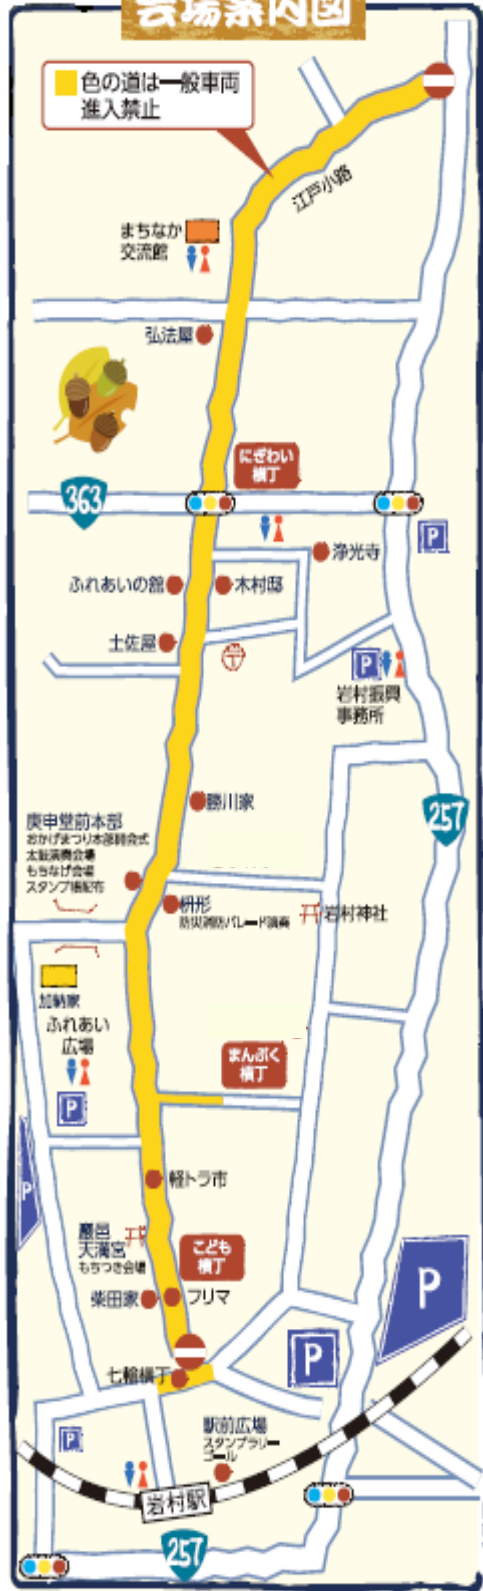 会場案内図
色の道は一般車両
進入禁止
江戸小路
まちなか
交流館
弘法屋
にぎわい
横丁
363
P
浄光寺
ふれあいの館
木村邸
土佐屋
P
岩村振興
事務所
257
勝川家
庚申堂前本部
おかげまつり本部開会式
太鼓演奏会場
もちなげ会場
スタンプ帳配布
枡形
防災消防パレード演奏
岩村神社
加納家
ふれあい
広場
P
まんぷく
横丁
軽トラ市
P
巖邑
天満宮
もちつき会場
こども
横丁
P
柴田家
フリマ
P
七輪横丁
P
駅前広場
スタンプラリー
ゴール
岩村駅
257